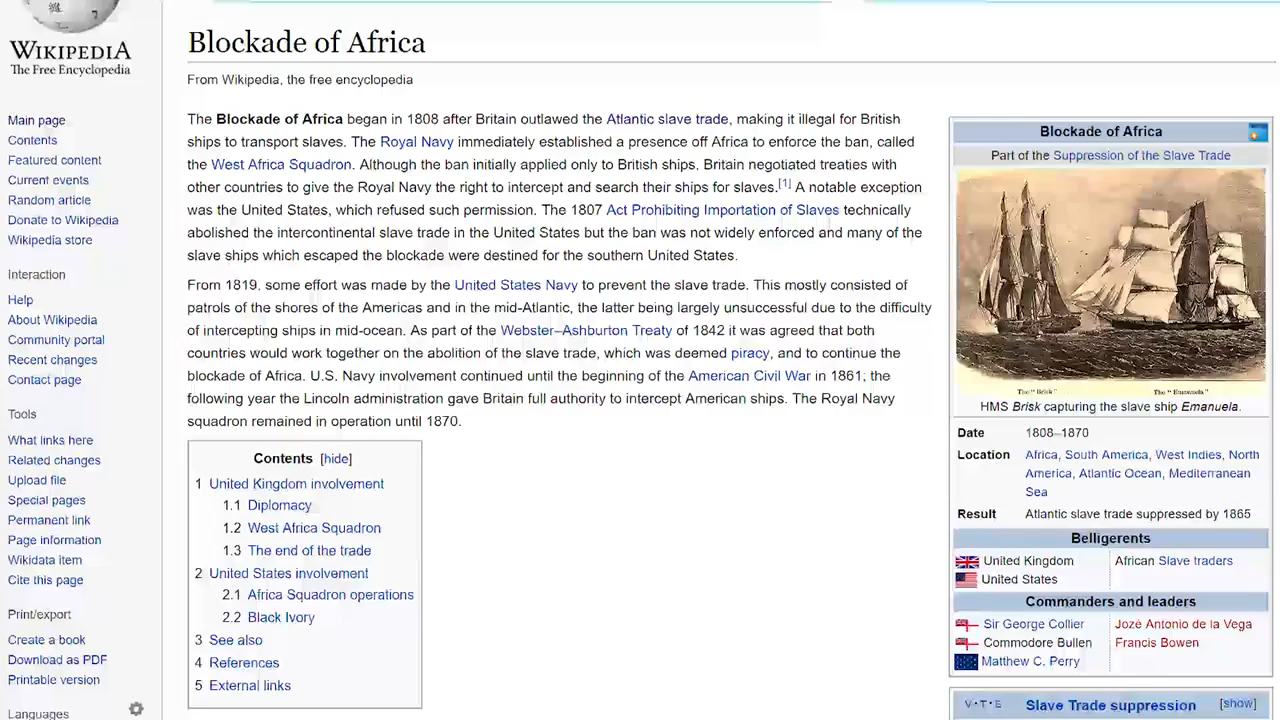 WIKIPEDIA
The Free Encyclopedia
Main page
Contents
Featured content
Current events
Random article
Donate to Wikipedia
Wikipedia store
Interaction
Help
About Wikipedia
Community portal
Recent changes
Contact page
Tools
What links here
Related changes
Upload file
Special pages
Permanent link
Page information
Wikidata item
Cite this page
Print/export
Create a book
Download as PDF
Printable version
Languages
Blockade of Africa
From Wikipedia, the free encyclopedia
The Blockade of Africa began in 1808 after Britain outlawed the Atlantic slave trade, making it illegal for British
ships to transport slaves. The Royal Navy immediately established a presence off Africa to enforce the ban, called
the West Africa Squadron. Although the ban initially applied only to British ships, Britain negotiated treaties with
other countries to give the Royal Navy the right to intercept and search their ships for slaves.[1] A notable exception
was the United States, which refused such permission. The 1807 Act Prohibiting Importation of Slaves technically
abolished the intercontinental slave trade in the United States but the ban was not widely enforced and many of the
slave ships which escaped the blockade were destined for the southern United States.
From 1819, some effort was made by the United States Navy to prevent the slave trade. This mostly consisted of
patrols of the shores of the Americas and in the mid-Atlantic, the latter being largely unsuccessful due to the difficulty
of intercepting ships in mid-ocean. As part of the Webster–Ashburton Treaty of 1842 it was agreed that both
countries would work together on the abolition of the slave trade, which was deemed piracy, and to continue the
blockade of Africa. U.S. Navy involvement continued until the beginning of the American Civil War in 1861; the
following year the Lincoln administration gave Britain full authority to intercept American ships. The Royal Navy
squadron remained in operation until 1870.
Contents [hide]
1 United Kingdom involvement
1.1 Diplomacy
1.2 West Africa Squadron
1.3 The end of the trade
2 United States involvement
2.1 Africa Squadron operations
2.2 Black Ivory
3 See also
4 References
5 External links
Blockade of Africa
Part of the Suppression of the Slave Trade
The "Brisk" The "Emanuela"
HMS Brisk capturing the slave ship Emanuela.
Date 1808–1870
Location Africa, South America, West Indies, North
America, Atlantic Ocean, Mediterranean
Sea
Result Atlantic slave trade suppressed by 1865
Belligerents
United Kingdom African Slave traders
United States
Commanders and leaders
Sir George Collier Jozé Antonio de la Vega
Commodore Bullen Francis Bowen
Matthew C. Perry
V·T·E Slave Trade suppression [show]